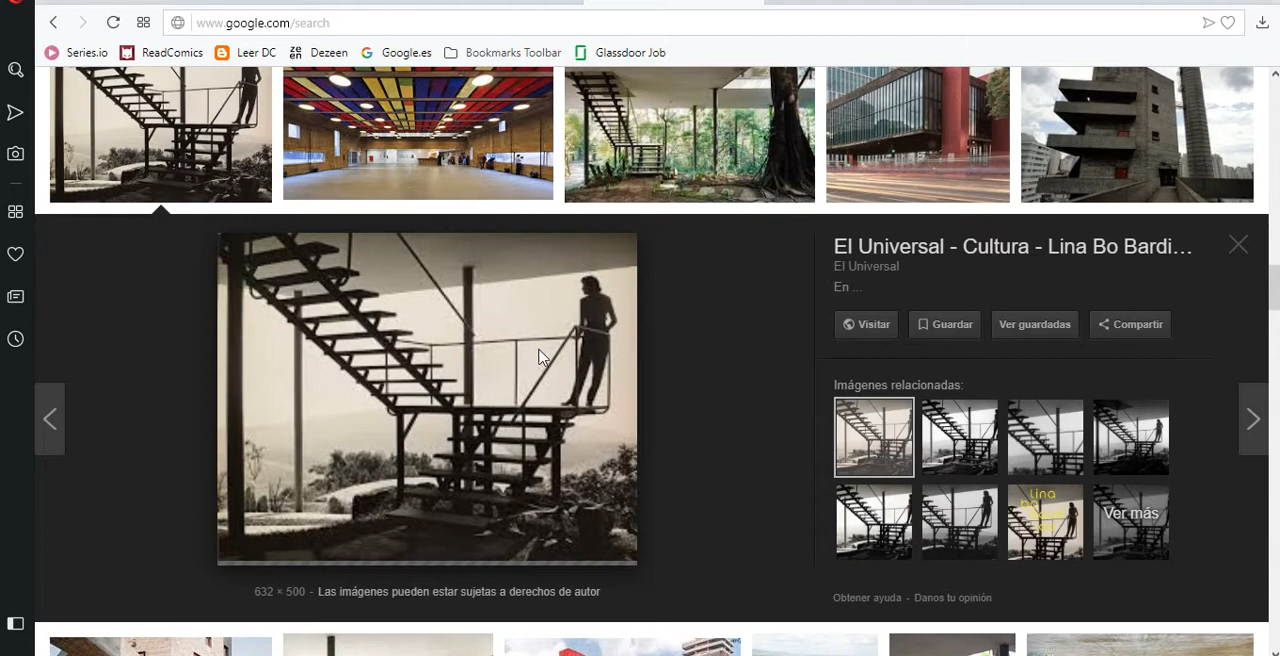 www.google.com/search
Series.io ReadComics Leer DC Dezeen Google.es Bookmarks Toolbar Glassdoor Job
El Universal - Cultura - Lina Bo Bardi...
El Universal
En ...
Visitar Guardar Ver guardadas Compartir
Imágenes relacionadas:
lina
Ver más
632 × 500 - Las imágenes pueden estar sujetas a derechos de autor
Obtener ayuda - Danos tu opinión